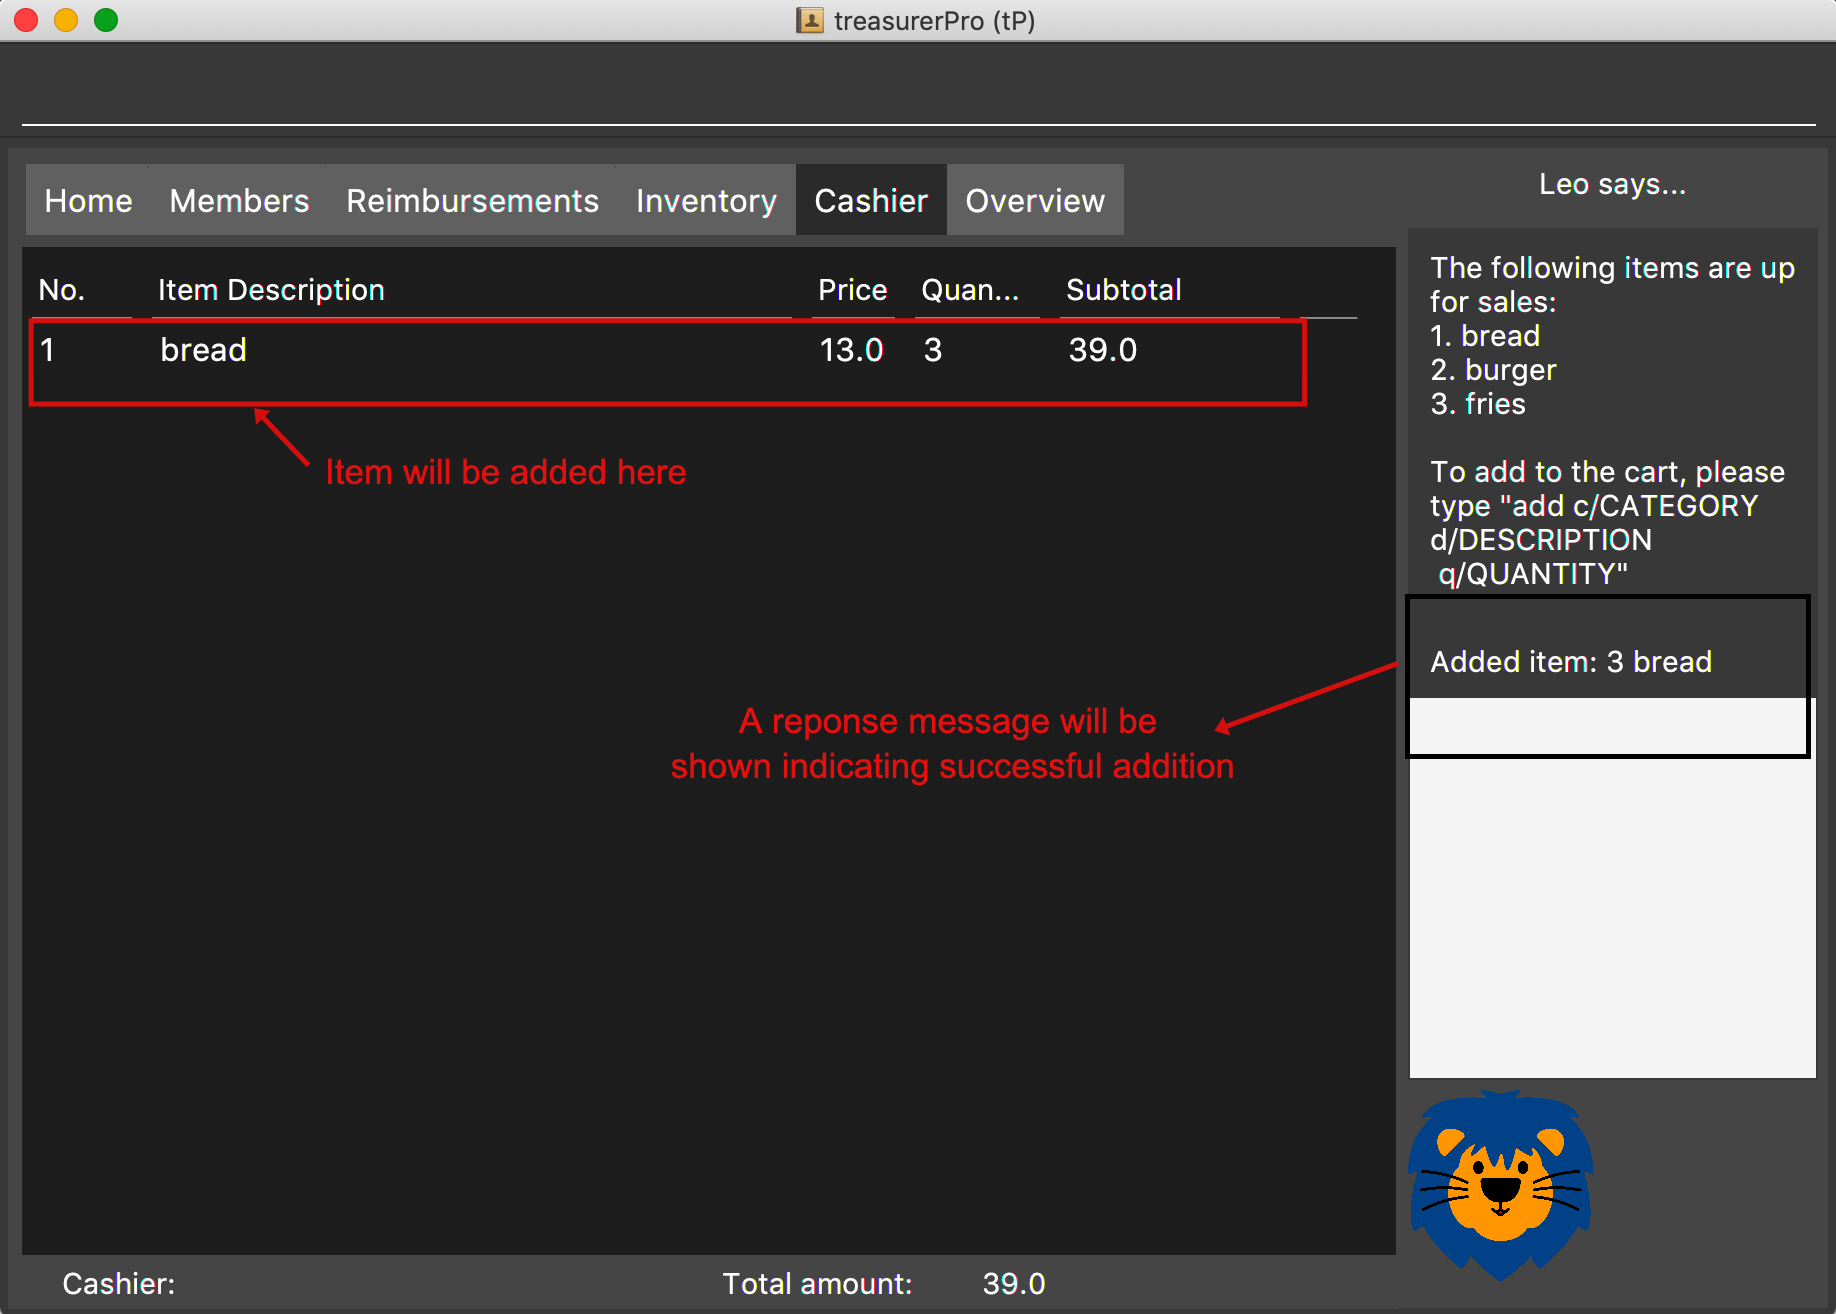 treasurerPro (tP)
Home Members Reimbursements Inventory Cashier Overview
No. Item Description Price Quan... Subtotal
1 bread 13.0 3 39.0
Item will be added here
A reponse message will be
shown indicating successful addition
Cashier: Total amount: 39.0
Leo says...
The following items are up
for sales:
1. bread
2. burger
3. fries
To add to the cart, please
type "add c/CATEGORY
d/DESCRIPTION
q/QUANTITY"
Added item: 3 bread